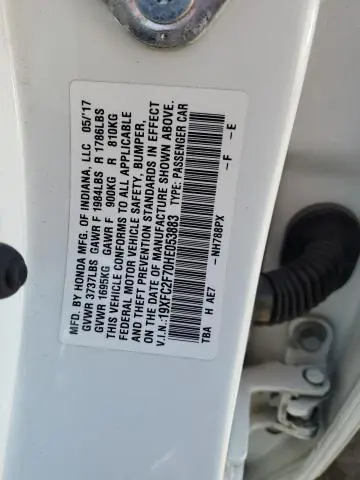 MFD. BY HONDA MFG. OF INDIANA, LLC 05/'17
GVWR 3737LBS GAWR F 1984LBS R 1786LBS
GVWR 1695KG GAWR F 900KG R 810KG
THIS VEHICLE CONFORMS TO ALL APPLICABLE
FEDERAL MOTOR VEHICLE SAFETY, BUMPER,
AND THEFT PREVENTION STANDARDS IN EFFECT
ON THE DATE OF MANUFACTURE SHOWN ABOVE.
V.I.N.: 19XFC2F70HE053883 TYPE: PASSENGER CAR
TBA H AE7 - NH788PX - F - E